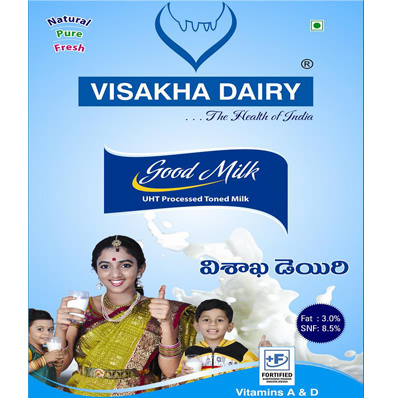 Natural
Pure
Fresh
®
VISAKHA DAIRY
. . . The Health of India
Good Milk
UHT Processed Toned Milk
విశాఖ డెయిరి
Fat : 3.0%
SNF: 8.5%
+F
FORTIFIED
Vitamins A & D